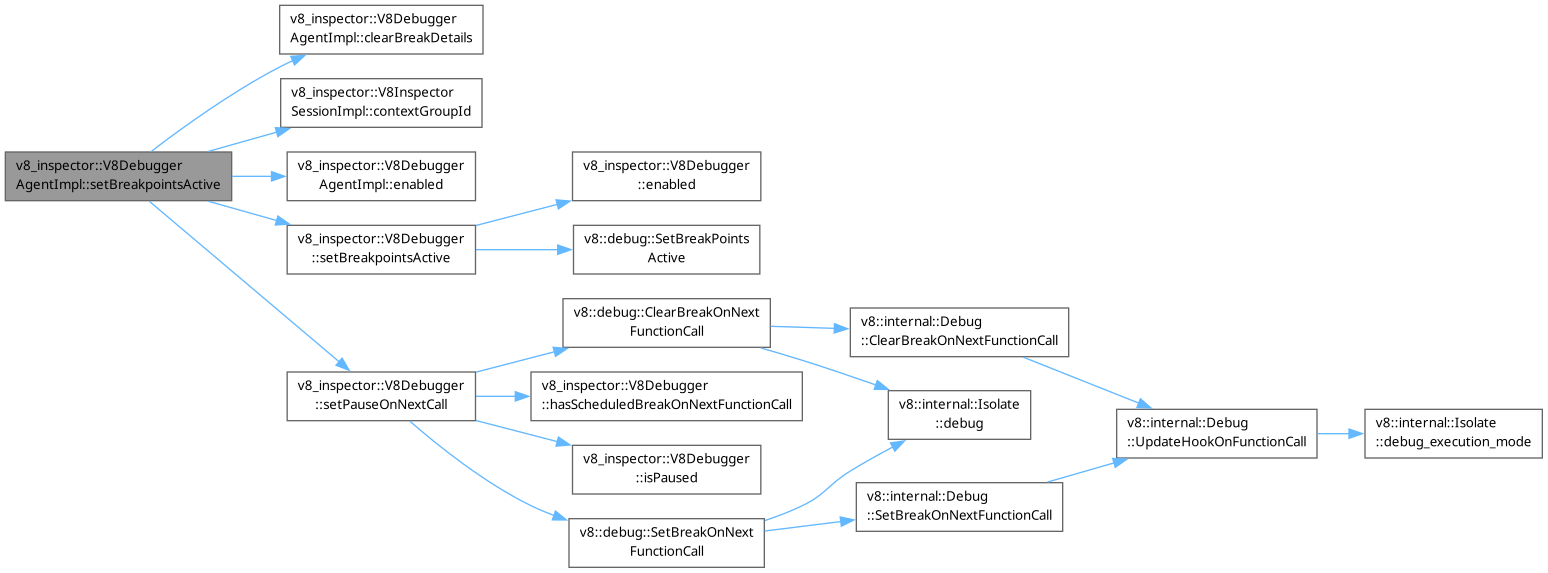 v8_inspector::V8Debugger
AgentImpl::clearBreakDetails
v8_inspector::V8Inspector
SessionImpl::contextGroupId
v8_inspector::V8Debugger
AgentImpl::setBreakpointsActive
v8_inspector::V8Debugger
AgentImpl::enabled
v8_inspector::V8Debugger
::enabled
v8_inspector::V8Debugger
::setBreakpointsActive
v8::debug::SetBreakPoints
Active
v8::debug::ClearBreakOnNext
FunctionCall
v8::internal::Debug
::ClearBreakOnNextFunctionCall
v8_inspector::V8Debugger
::setPauseOnNextCall
v8_inspector::V8Debugger
::hasScheduledBreakOnNextFunctionCall
v8::internal::Isolate
::debug
v8::internal::Debug
::UpdateHookOnFunctionCall
v8::internal::Isolate
::debug_execution_mode
v8_inspector::V8Debugger
::isPaused
v8::internal::Debug
::SetBreakOnNextFunctionCall
v8::debug::SetBreakOnNext
FunctionCall